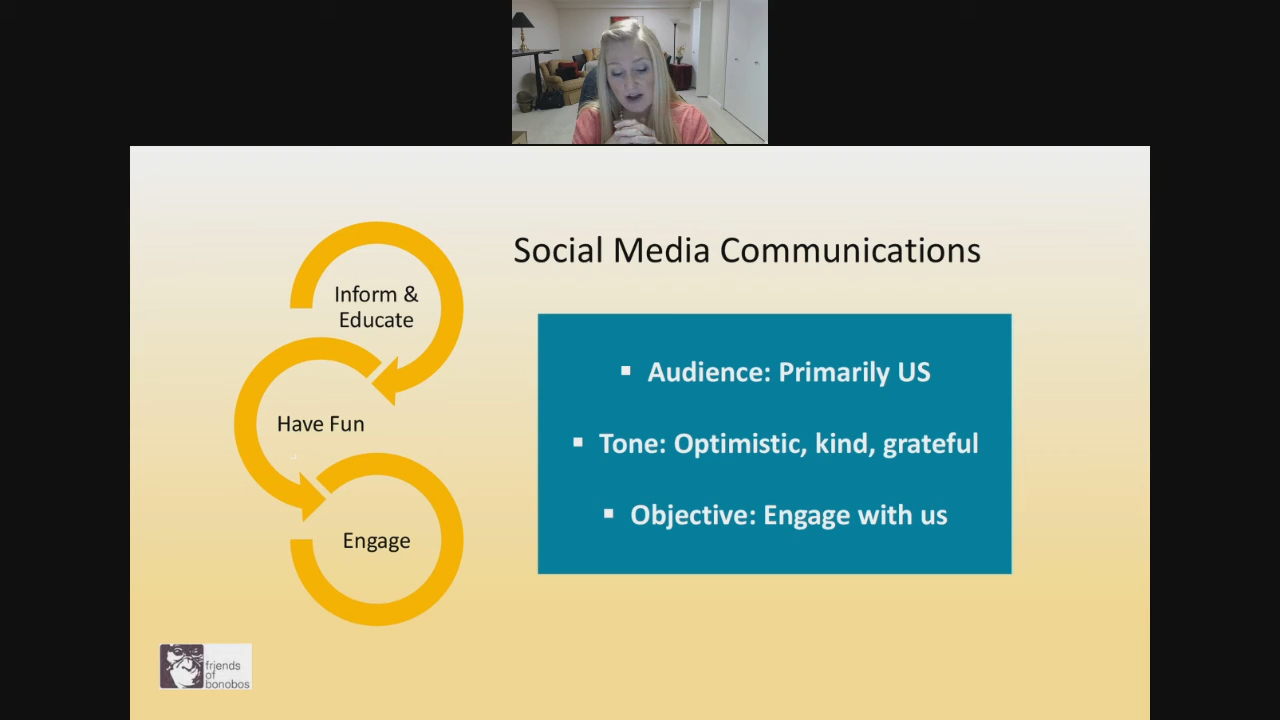 Social Media Communications
Inform &
Educate
Have Fun
Engage
▪ Audience: Primarily US
▪ Tone: Optimistic, kind, grateful
▪ Objective: Engage with us
friends
of
bonobos